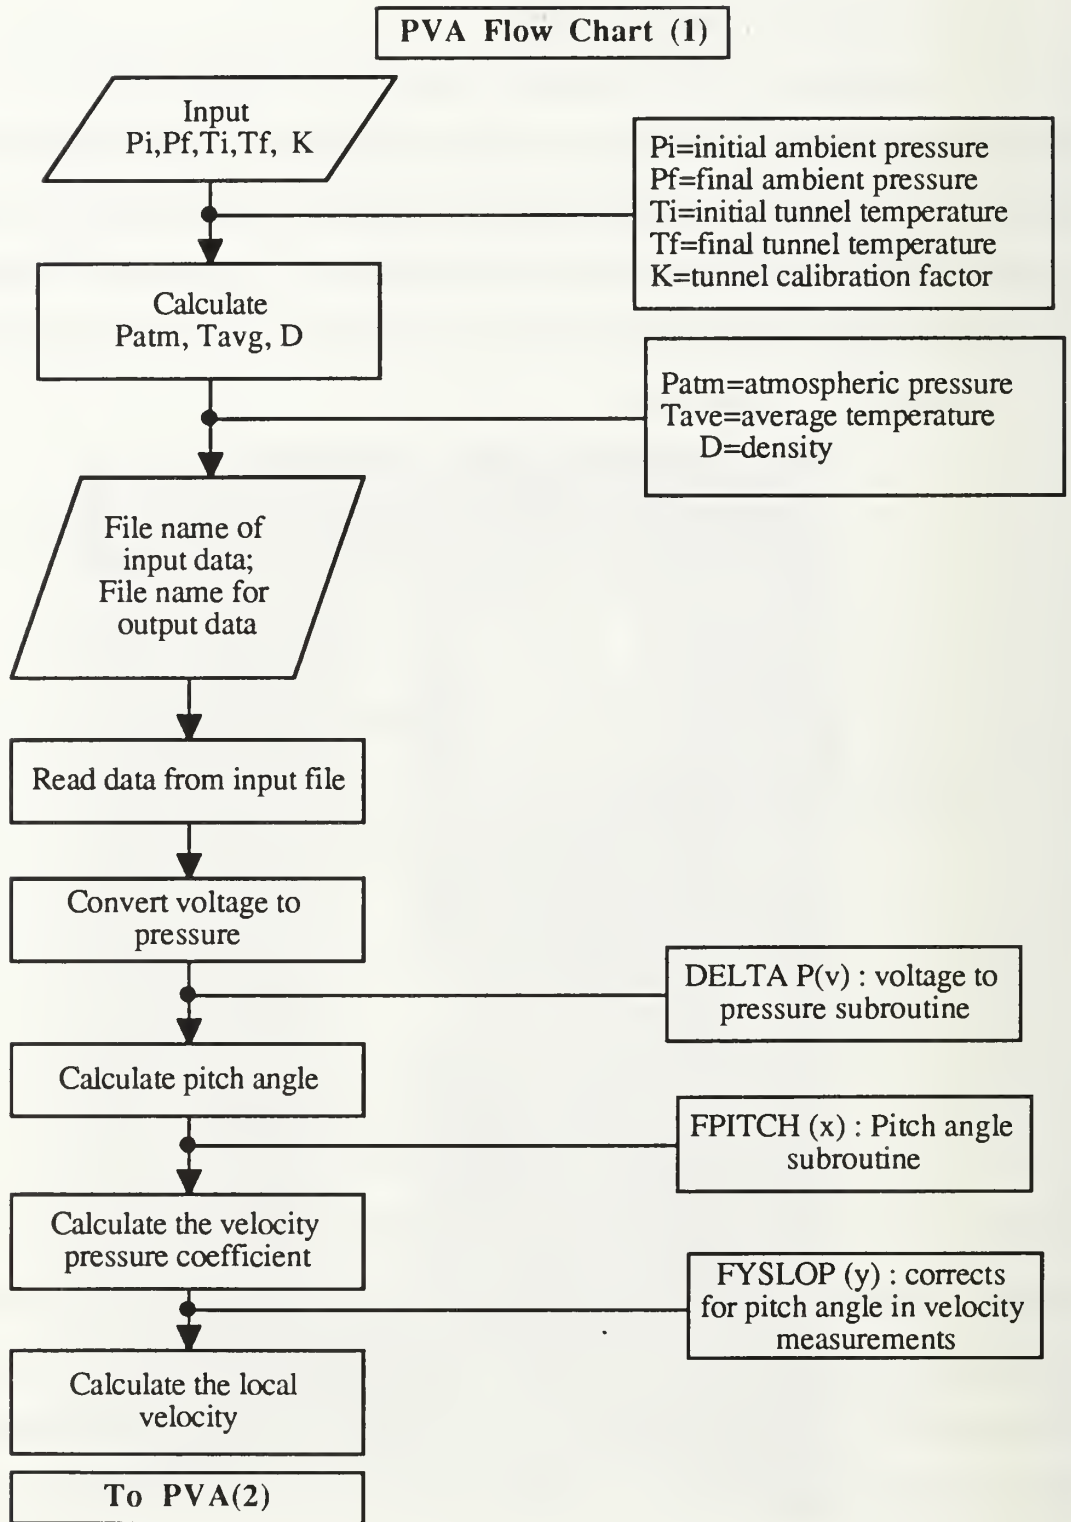 PVA Flow Chart (1)
Input
Pi,Pf,Ti,Tf, K
Pi=initial ambient pressure
Pf=final ambient pressure
Ti=initial tunnel temperature
Tf=final tunnel temperature
K=tunnel calibration factor
Calculate
Patm, Tavg, D
Patm=atmospheric pressure
Tave=average temperature
D=density
File name of
input data;
File name for
output data
Read data from input file
Convert voltage to
pressure
DELTA P(v) : voltage to
pressure subroutine
Calculate pitch angle
FPITCH (x) : Pitch angle
subroutine
Calculate the velocity
pressure coefficient
FYSLOP (y) : corrects
for pitch angle in velocity
measurements
Calculate the local
velocity
To PVA(2)